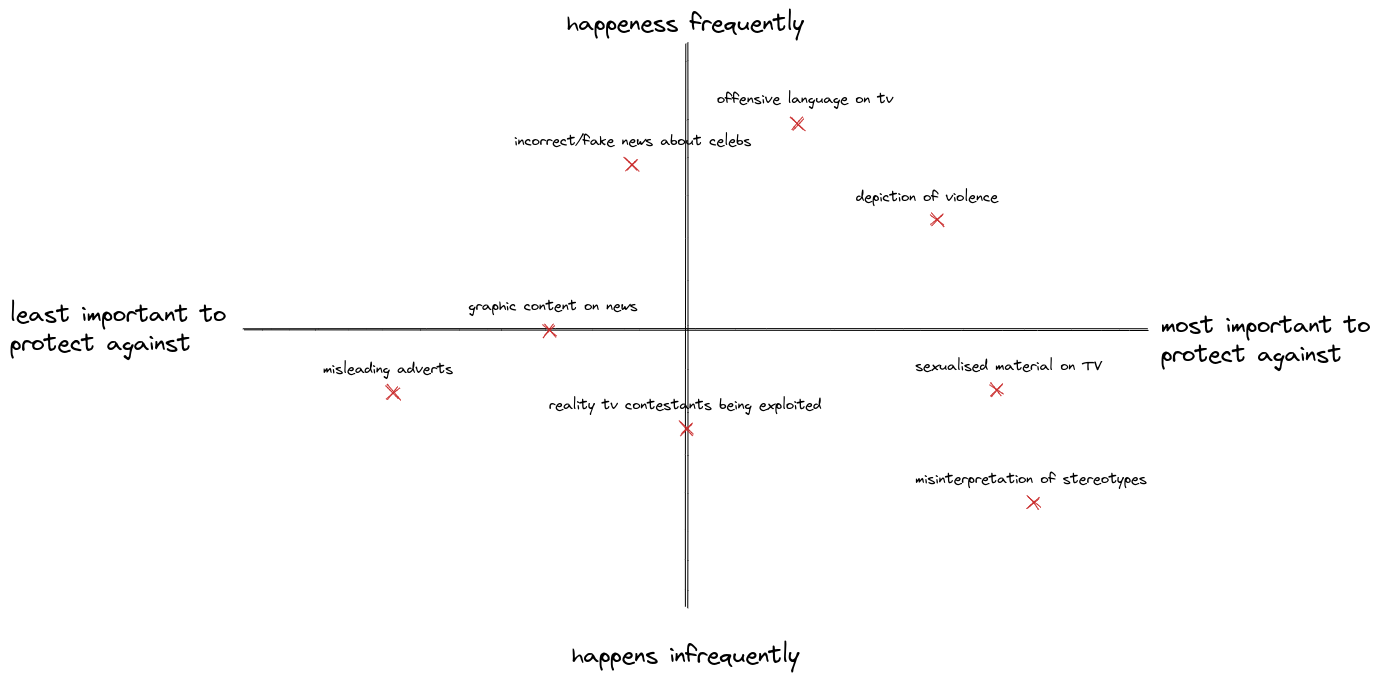 happeness frequently
offensive language on tv
incorrect/fake news about celebs
depiction of violence
graphic content on news
least important to
protect against
most important to
protect against
misleading adverts
sexualised material on TV
reality tv contestants being exploited
misinterpretation of stereotypes
happens infrequently